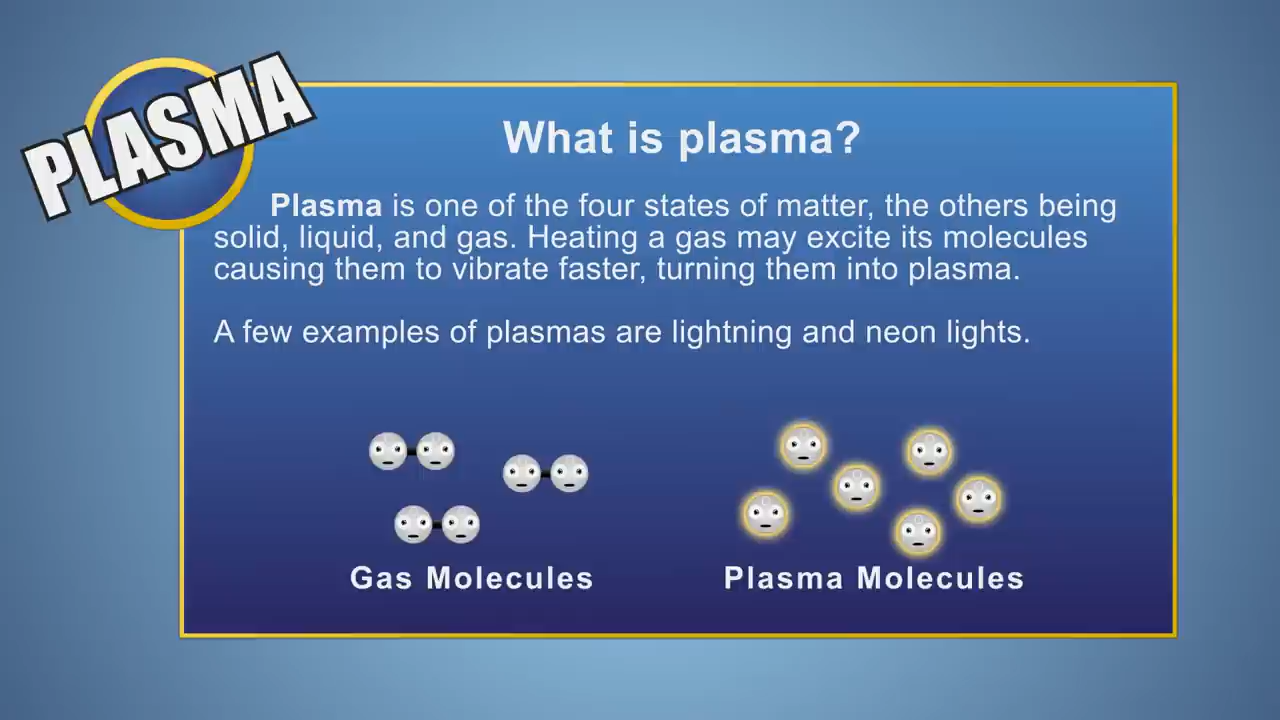 PLASMA
What is plasma?
Plasma is one of the four states of matter, the others being
solid, liquid, and gas. Heating a gas may excite its molecules
causing them to vibrate faster, turning them into plasma.
A few examples of plasmas are lightning and neon lights.
Gas Molecules
Plasma Molecules